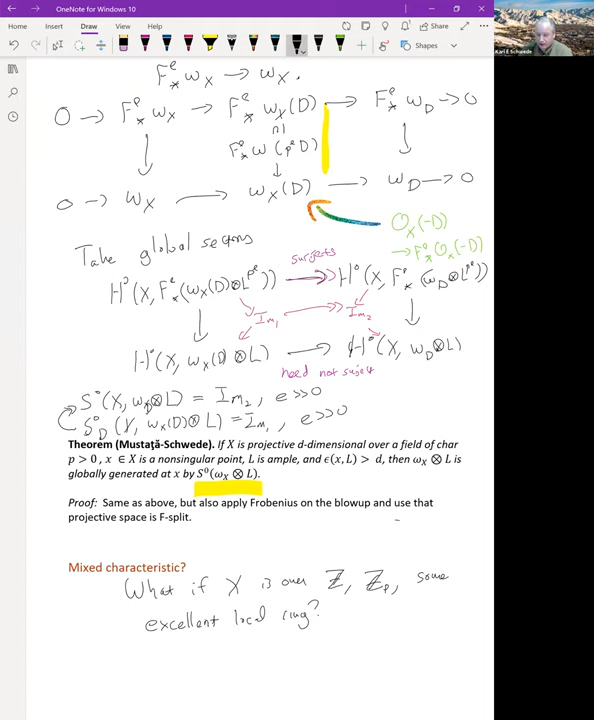 OneNote for Windows 10
Home Insert Draw View Help
Share
Shapes
Karl Schwede
F^e_* ω_X → ω_X.
0 → F^e_* ω_X → F^e_* ω_X(D) → F^e_* ω_D → 0
∩|
F^e_* ω(p^e D)
↓ ↓ ↓
0 → ω_X → ω_X(D) → ω_D → 0
O_X(-D)
→ F^e_* O_X(-D)
Take global sections
surjects
H^0(X, F^e_*(ω_X(D)⊗L^{p^e})) ↠ H^0(X, F^e_*(ω_D⊗L^{p^e}))
Im_1 ↠ Im_2
H^0(X, ω_X(D)⊗L) → H^0(X, ω_D⊗L)
need not surject
S^0(X, ω_D⊗L) = Im_2, e>>0
S^0_D(X, ω_X(D)⊗L) = Im_1, e>>0
Theorem (Mustaţă-Schwede). If X is projective d-dimensional over a field of char
p > 0, x ∈ X is a nonsingular point, L is ample, and ϵ(x, L) > d, then ω_X ⊗ L is
globally generated at x by S^0(ω_X ⊗ L).
Proof: Same as above, but also apply Frobenius on the blowup and use that
projective space is F-split.
Mixed characteristic?
What if X is over ℤ, ℤ_p, some
excellent local ring?